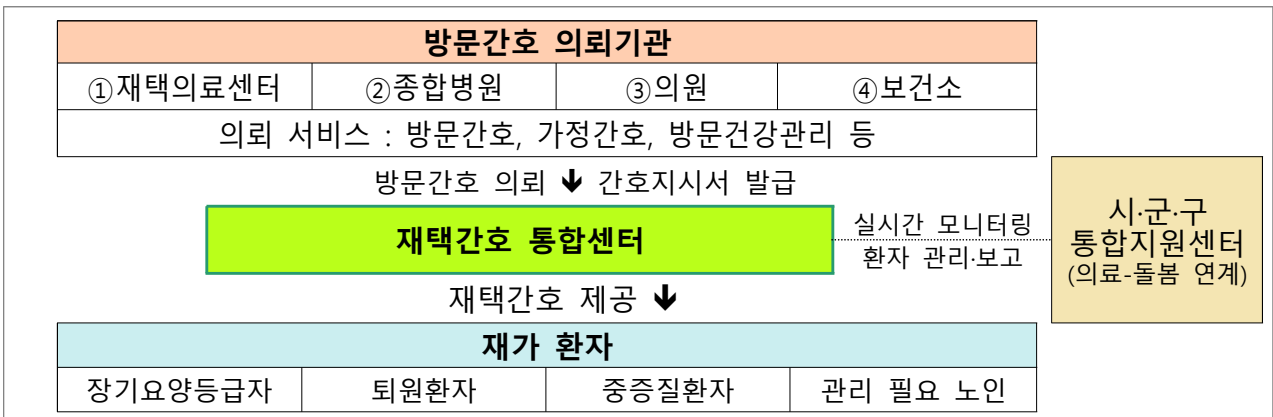 방문간호 의뢰기관
①재택의료센터 ②종합병원 ③의원 ④보건소
의뢰 서비스 : 방문간호, 가정간호, 방문건강관리 등
방문간호 의뢰 🡻 간호지시서 발급
재택간호 통합센터
실시간 모니터링
환자 관리·보고
시·군·구
통합지원센터
(의료-돌봄 연계)
재택간호 제공 🡻
재가 환자
장기요양등급자 퇴원환자 중증질환자 관리 필요 노인